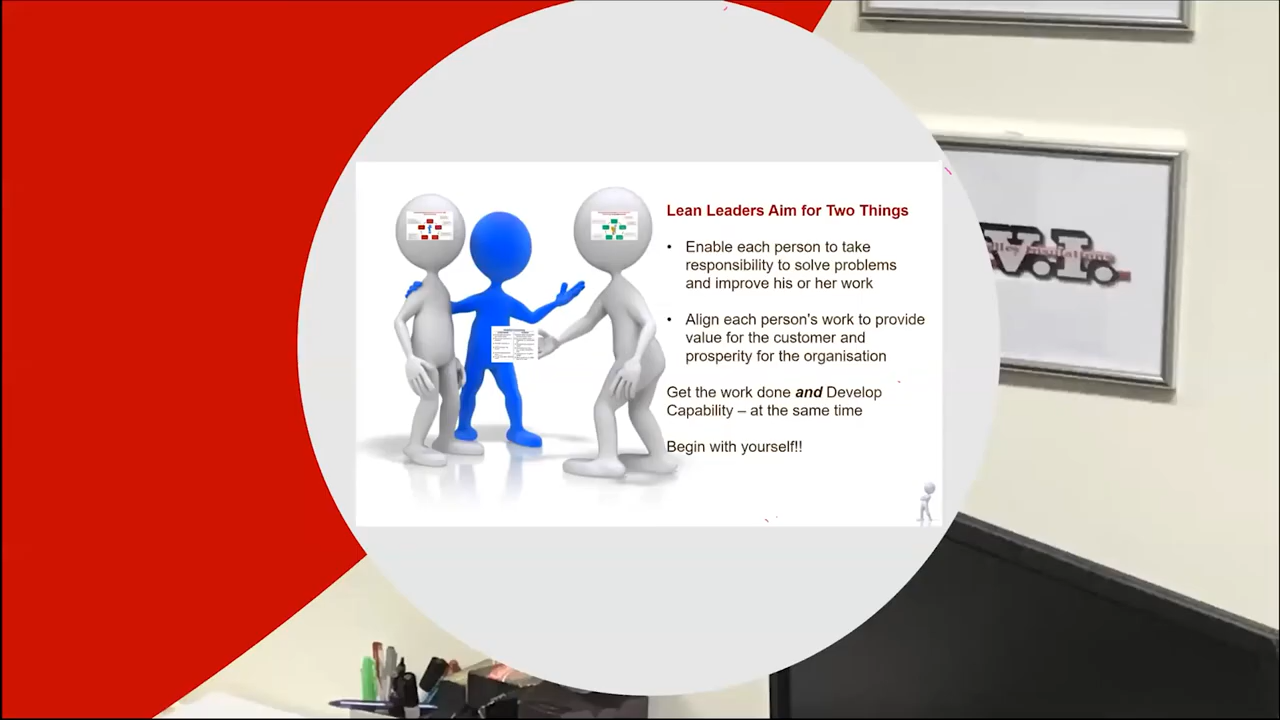 Lean Leaders Aim for Two Things
• Enable each person to take
responsibility to solve problems
and improve his or her work
• Align each person's work to provide
value for the customer and
prosperity for the organisation
Get the work done and Develop
Capability – at the same time
Begin with yourself!!
V.I.